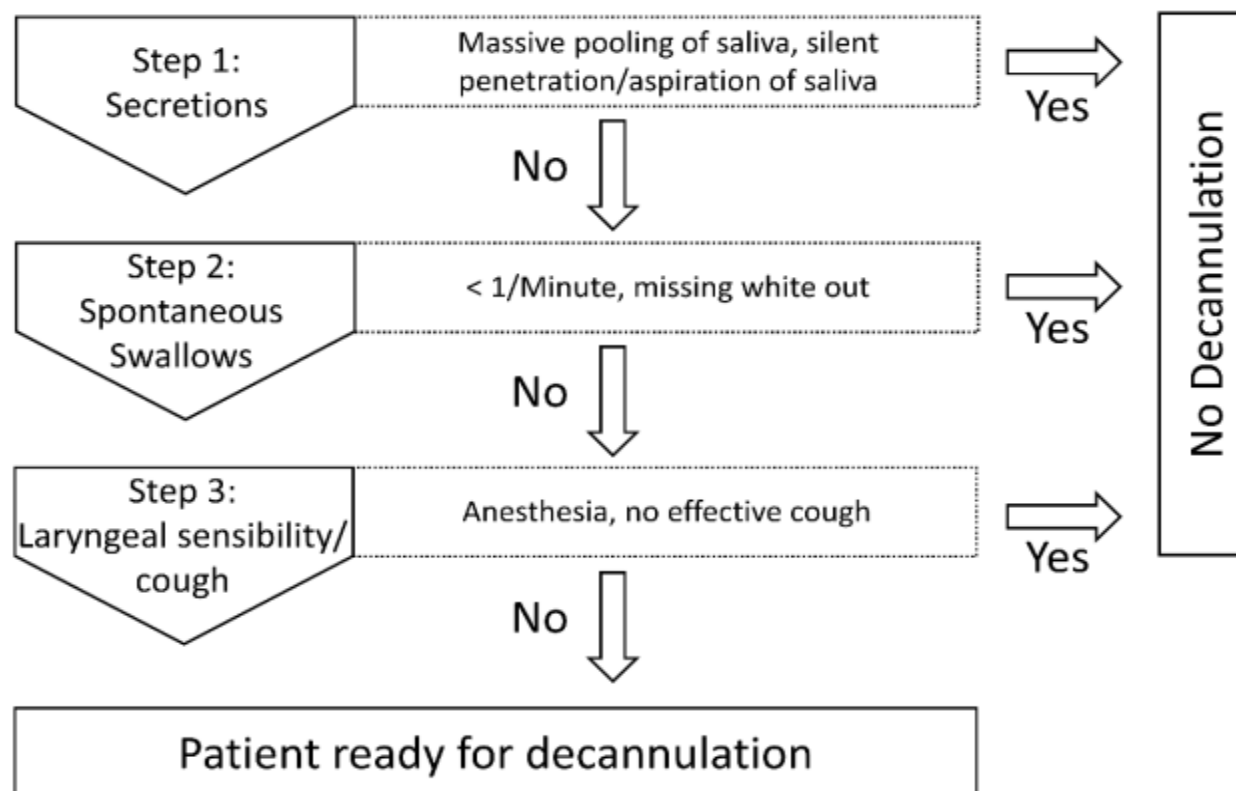 Step 1:
Secretions
Massive pooling of saliva, silent
penetration/aspiration of saliva
Yes
No
Step 2:
Spontaneous
Swallows
< 1/Minute, missing white out
Yes
No
Step 3:
Laryngeal sensibility/
cough
Anesthesia, no effective cough
Yes
No
No Decannulation
Patient ready for decannulation